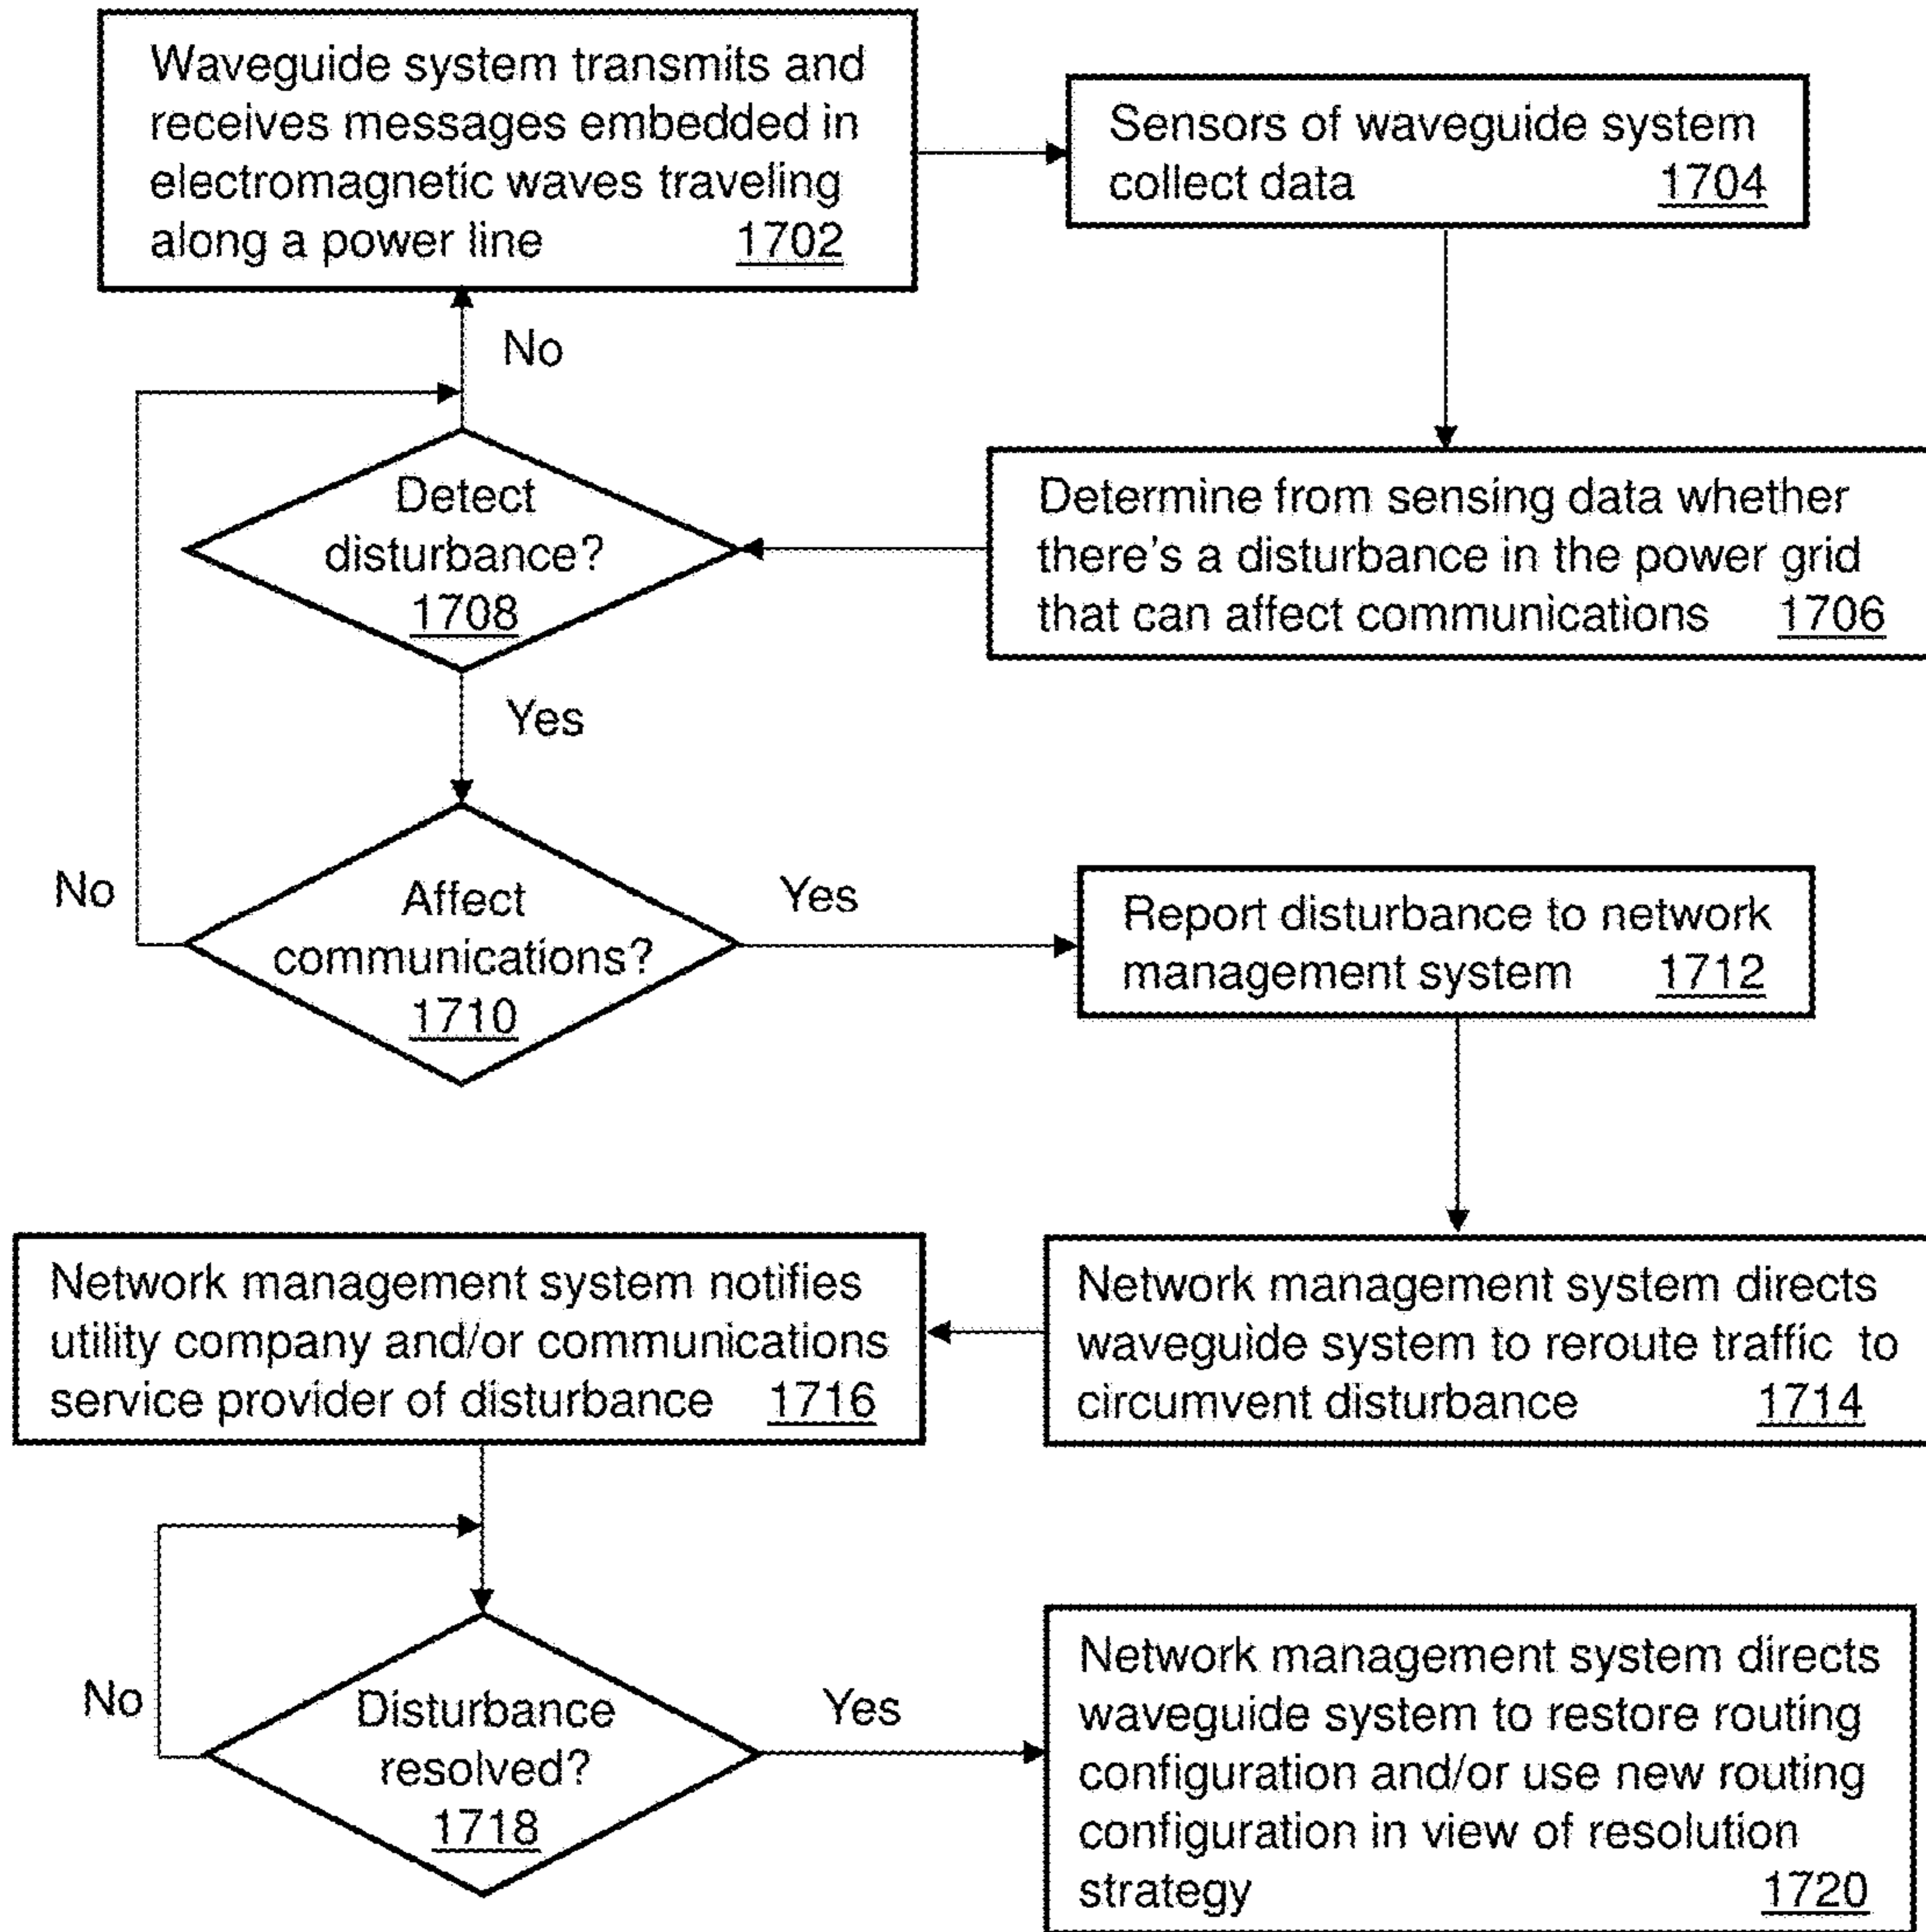 Waveguide system transmits and
receives messages embedded in
electromagnetic waves traveling
along a power line 1702
Sensors of waveguide system
collect data 1704
Determine from sensing data whether
there's a disturbance in the power grid
that can affect communications 1706
No
Detect
disturbance?
1708
Yes
No
Affect
communications?
1710
Yes
Report disturbance to network
management system 1712
Network management system directs
waveguide system to reroute traffic to
circumvent disturbance 1714
Network management system notifies
utility company and/or communications
service provider of disturbance 1716
No
Disturbance
resolved?
1718
Yes
Network management system directs
waveguide system to restore routing
configuration and/or use new routing
configuration in view of resolution
strategy 1720